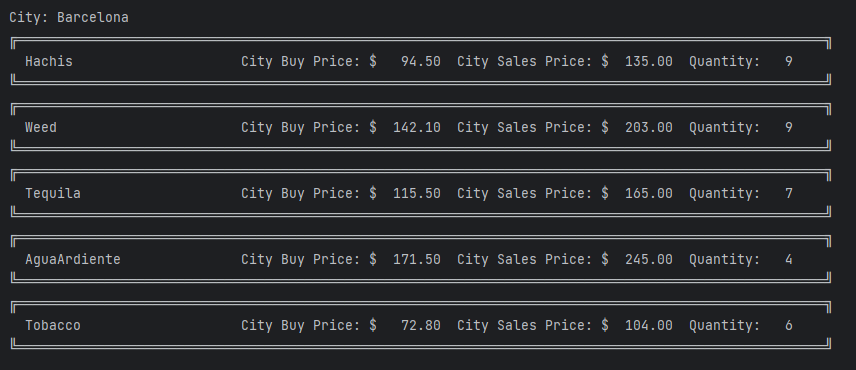 City: Barcelona
Hachis City Buy Price: $ 94.50 City Sales Price: $ 135.00 Quantity: 9
Weed City Buy Price: $ 142.10 City Sales Price: $ 203.00 Quantity: 9
Tequila City Buy Price: $ 115.50 City Sales Price: $ 165.00 Quantity: 7
AguaArdiente City Buy Price: $ 171.50 City Sales Price: $ 245.00 Quantity: 4
Tobacco City Buy Price: $ 72.80 City Sales Price: $ 104.00 Quantity: 6